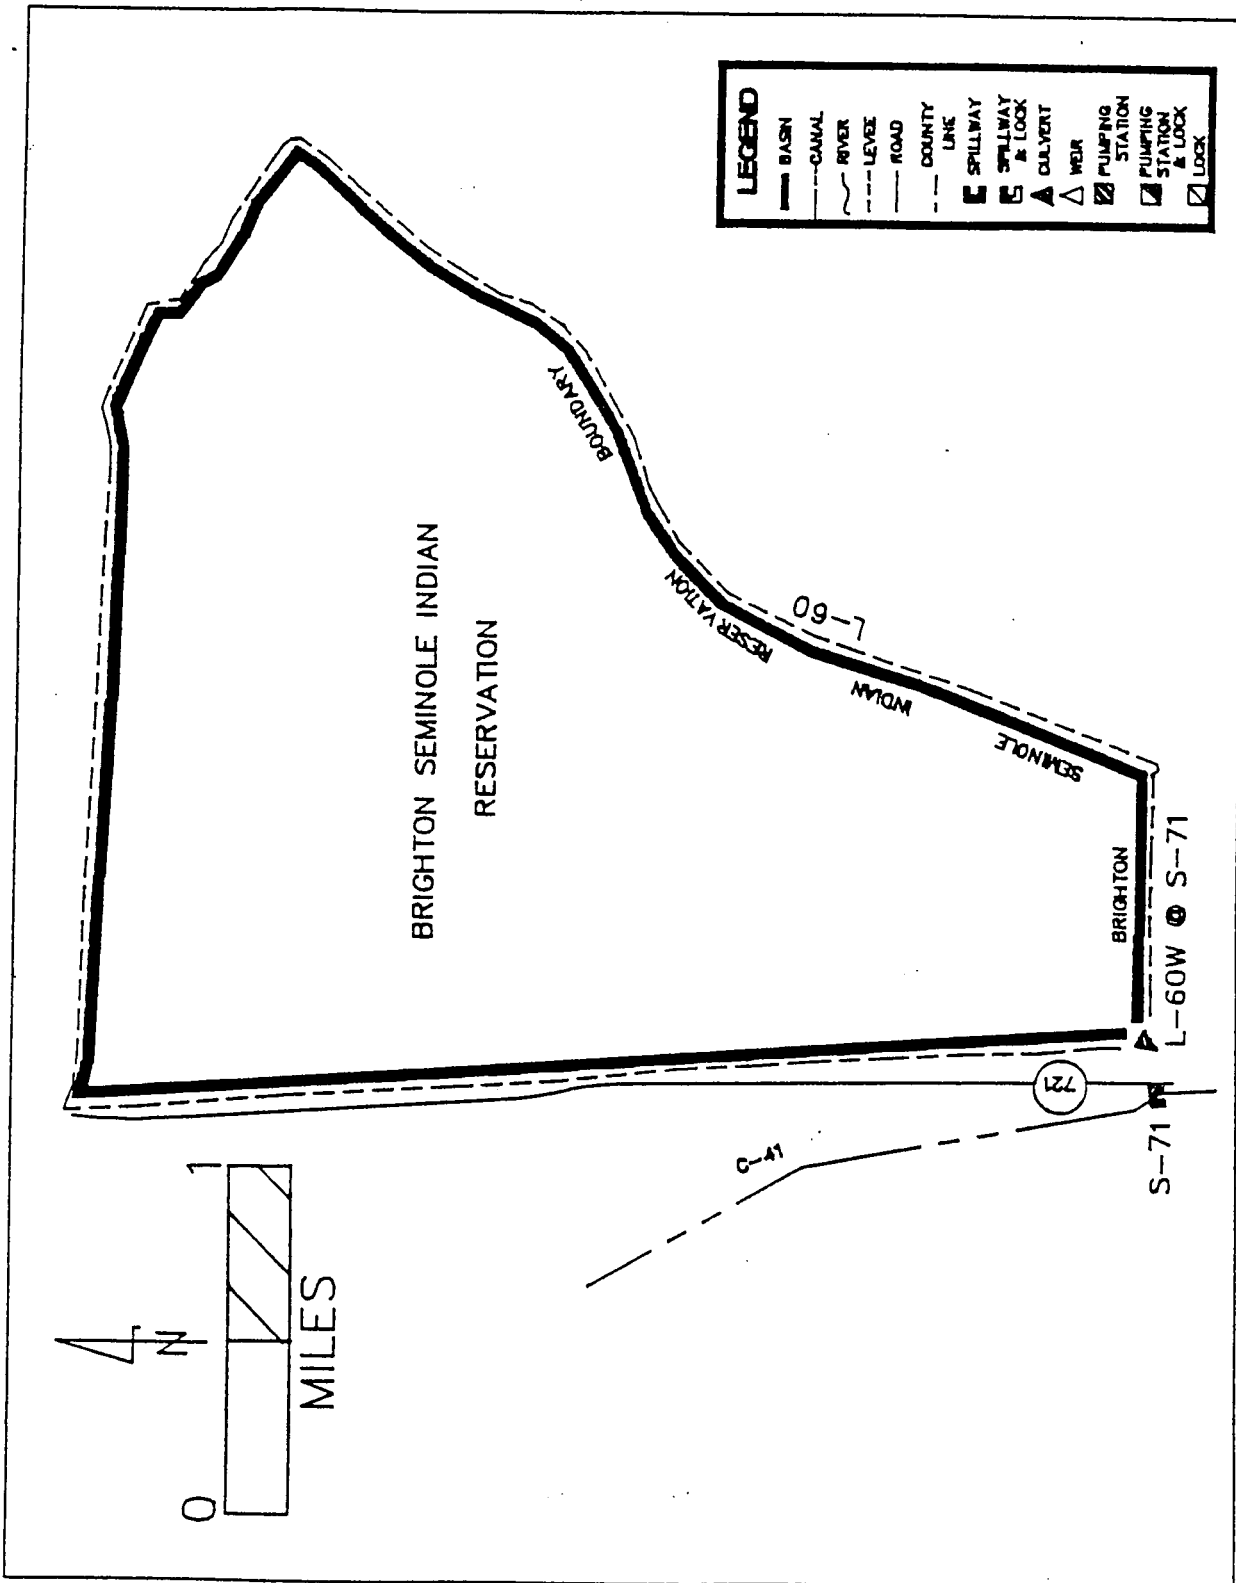 BRIGHTON SEMINOLE INDIAN
RESERVATION
BOUNDARY
RESERVATION
INDIAN
SEMINOLE
BRIGHTON
L-60
L-60W @ S-71
S-71
721
C-41
N
0 1
MILES
LEGEND
BASIN
CANAL
RIVER
LEVEE
ROAD
COUNTY
LINE
SPILLWAY
SPILLWAY
& LOCK
CULVERT
WEIR
PUMPING
STATION
PUMPING
STATION
& LOCK
LOCK